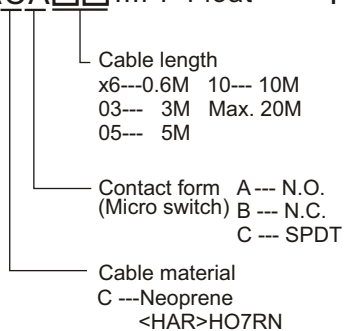 Cable length
x6---0.6M 10--- 10M
03--- 3M Max. 20M
05--- 5M
Contact form A --- N.O.
(Micro switch) B --- N.C.
C --- SPDT
Cable material
C ---Neoprene
<HAR>HO7RN